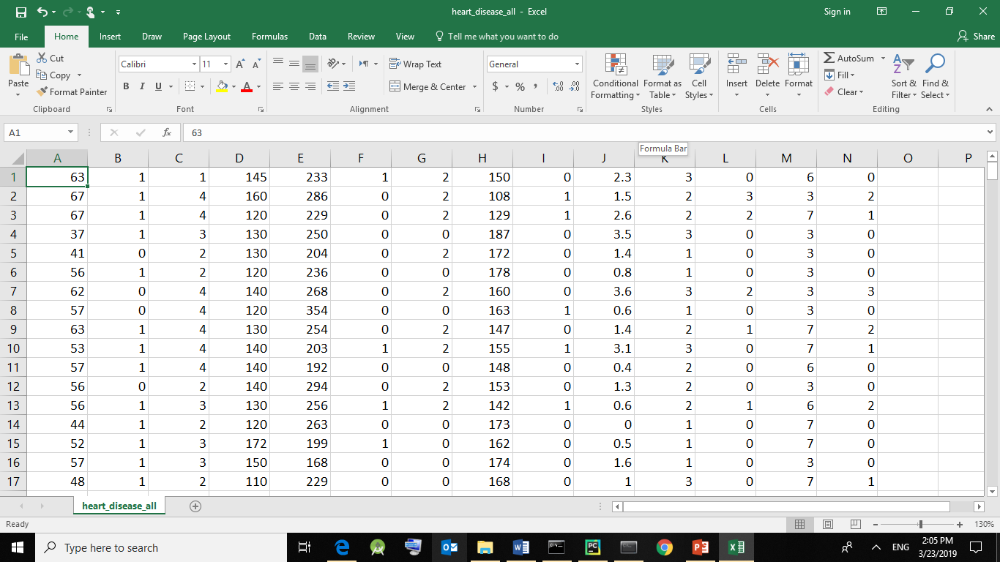 heart_disease_all - Excel
Sign in
File Home Insert Draw Page Layout Formulas Data Review View Tell me what you want to do Share
Paste
Cut
Copy
Format Painter
Clipboard
Calibri 11 A A
B I U A
Font
Wrap Text
Merge & Center
Alignment
General
$ % , .00 .0
Number
Conditional Formatting
Format as Table
Cell Styles
Styles
Insert Delete Format
Cells
AutoSum
Fill
Clear
Sort & Filter
Find & Select
Editing
A1 fx 63
Formula Bar
A B C D E F G H I J K L M N O P
1 63 1 1 145 233 1 2 150 0 2.3 3 0 6 0
2 67 1 4 160 286 0 2 108 1 1.5 2 3 3 2
3 67 1 4 120 229 0 2 129 1 2.6 2 2 7 1
4 37 1 3 130 250 0 0 187 0 3.5 3 0 3 0
5 41 0 2 130 204 0 2 172 0 1.4 1 0 3 0
6 56 1 2 120 236 0 0 178 0 0.8 1 0 3 0
7 62 0 4 140 268 0 2 160 0 3.6 3 2 3 3
8 57 0 4 120 354 0 0 163 1 0.6 1 0 3 0
9 63 1 4 130 254 0 2 147 0 1.4 2 1 7 2
10 53 1 4 140 203 1 2 155 1 3.1 3 0 7 1
11 57 1 4 140 192 0 0 148 0 0.4 2 0 6 0
12 56 0 2 140 294 0 2 153 0 1.3 2 0 3 0
13 56 1 3 130 256 1 2 142 1 0.6 2 1 6 2
14 44 1 2 120 263 0 0 173 0 0 1 0 7 0
15 52 1 3 172 199 1 0 162 0 0.5 1 0 7 0
16 57 1 3 150 168 0 0 174 0 1.6 1 0 3 0
17 48 1 2 110 229 0 0 168 0 1 3 0 7 1
heart_disease_all
Ready
130%
Type here to search
ENG
2:05 PM
3/23/2019